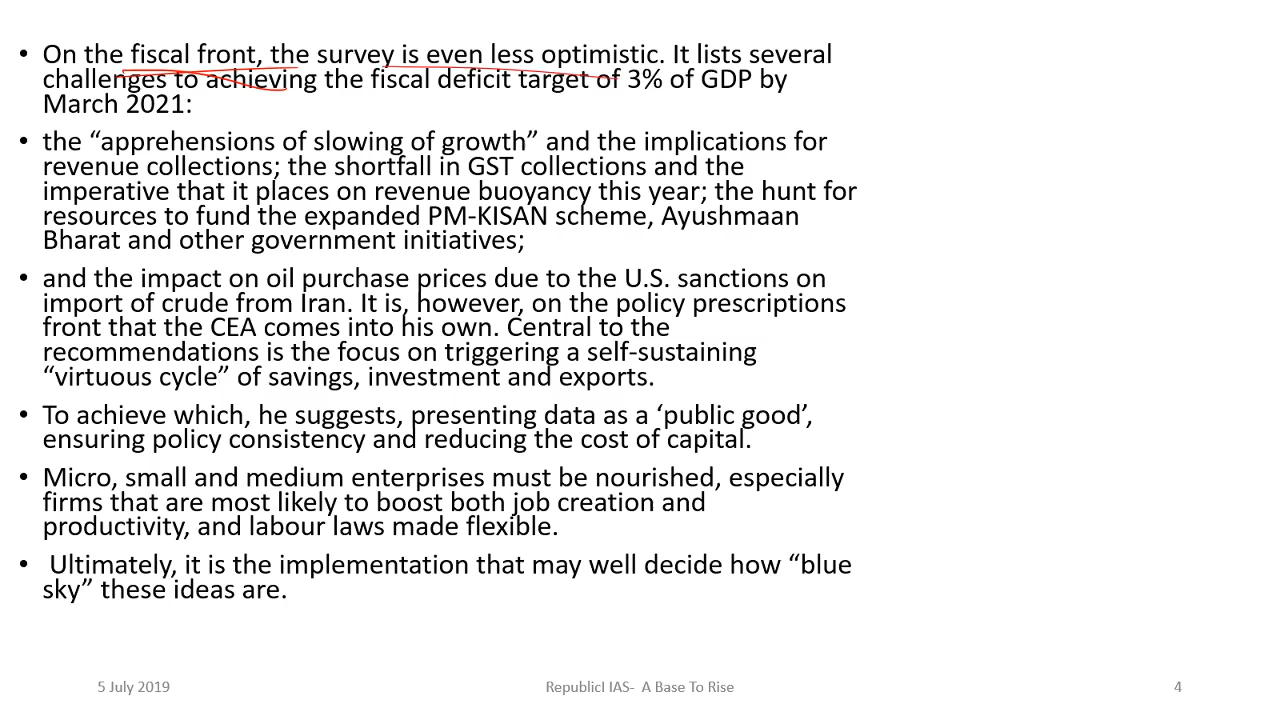 • On the fiscal front, the survey is even less optimistic. It lists several
challenges to achieving the fiscal deficit target of 3% of GDP by
March 2021:
• the “apprehensions of slowing of growth” and the implications for
revenue collections; the shortfall in GST collections and the
imperative that it places on revenue buoyancy this year; the hunt for
resources to fund the expanded PM-KISAN scheme, Ayushmaan
Bharat and other government initiatives;
• and the impact on oil purchase prices due to the U.S. sanctions on
import of crude from Iran. It is, however, on the policy prescriptions
front that the CEA comes into his own. Central to the
recommendations is the focus on triggering a self-sustaining
“virtuous cycle” of savings, investment and exports.
• To achieve which, he suggests, presenting data as a ‘public good’,
ensuring policy consistency and reducing the cost of capital.
• Micro, small and medium enterprises must be nourished, especially
firms that are most likely to boost both job creation and
productivity, and labour laws made flexible.
• Ultimately, it is the implementation that may well decide how “blue
sky” these ideas are.
5 July 2019
RepublicI IAS- A Base To Rise
4